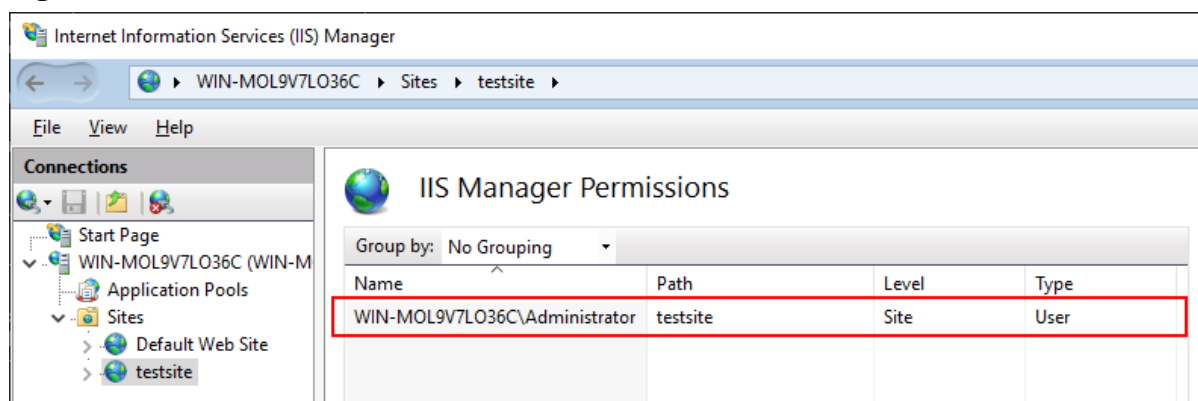 Internet Information Services (IIS) Manager
WIN-MOL9V7LO36C Sites testsite
File View Help
Connections
IIS Manager Permissions
Start Page
Group by: No Grouping
WIN-MOL9V7LO36C (WIN-M
Name Path Level Type
Application Pools
WIN-MOL9V7LO36C\Administrator testsite Site User
Sites
Default Web Site
testsite